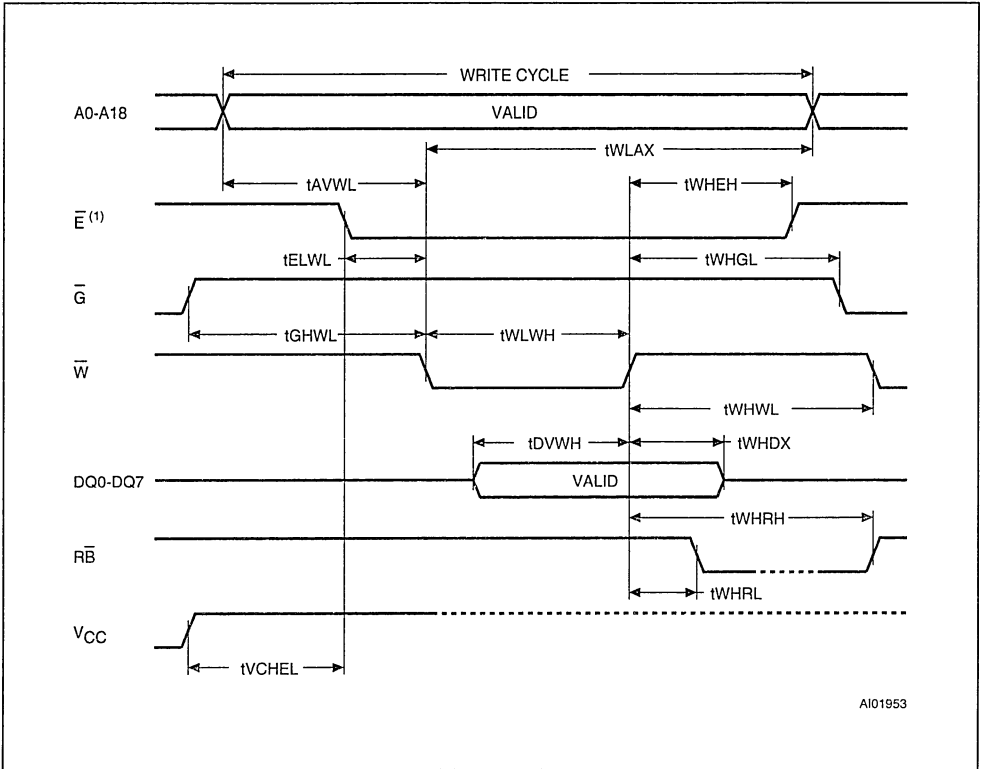 WRITE CYCLE
A0-A18
VALID
tWLAX
tAVWL
tWHEH
E̅ (1)
tELWL
tWHGL
G̅
tGHWL
tWLWH
W̅
tWHWL
tDVWH
tWHDX
DQ0-DQ7
VALID
tWHRH
RB̅
tWHRL
VCC
tVCHEL
AI01953